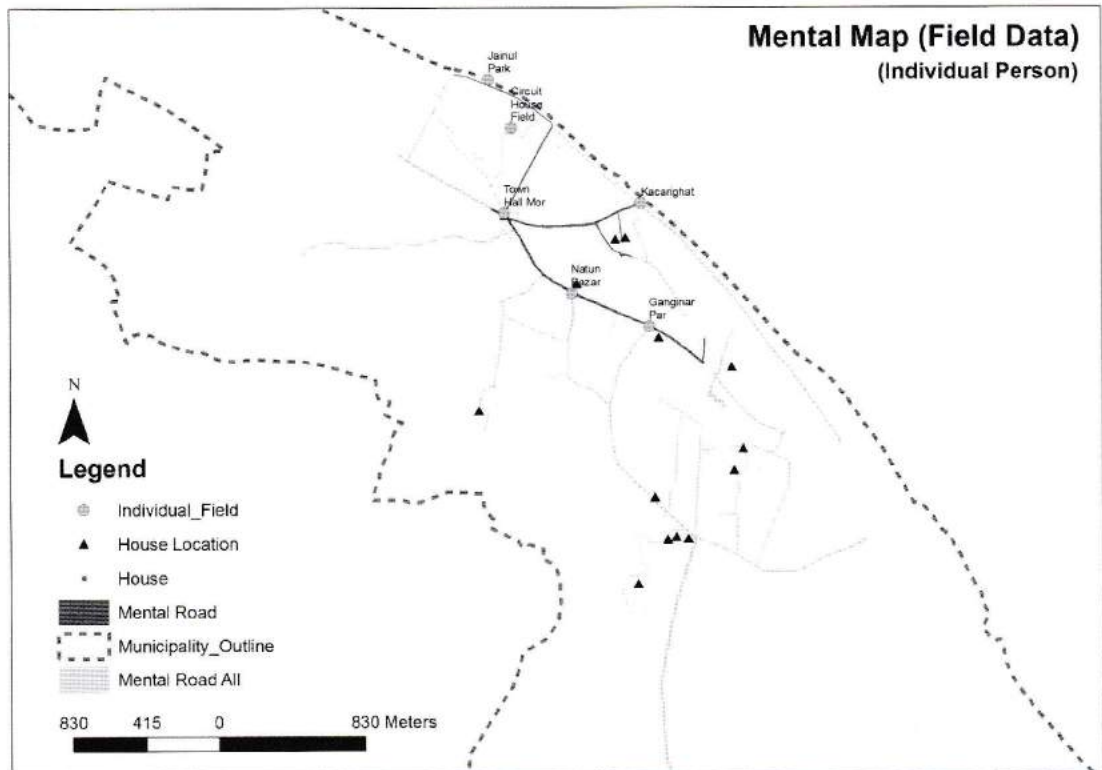 Mental Map (Field Data)
(Individual Person)
Jainul
Park
Circuit
House
Field
Town
Hall Mor
Kacarighat
Natun
Bazar
Ganginar
Par
N
Legend
Individual_Field
House Location
House
Mental Road
Municipality_Outline
Mental Road All
830 415 0 830 Meters